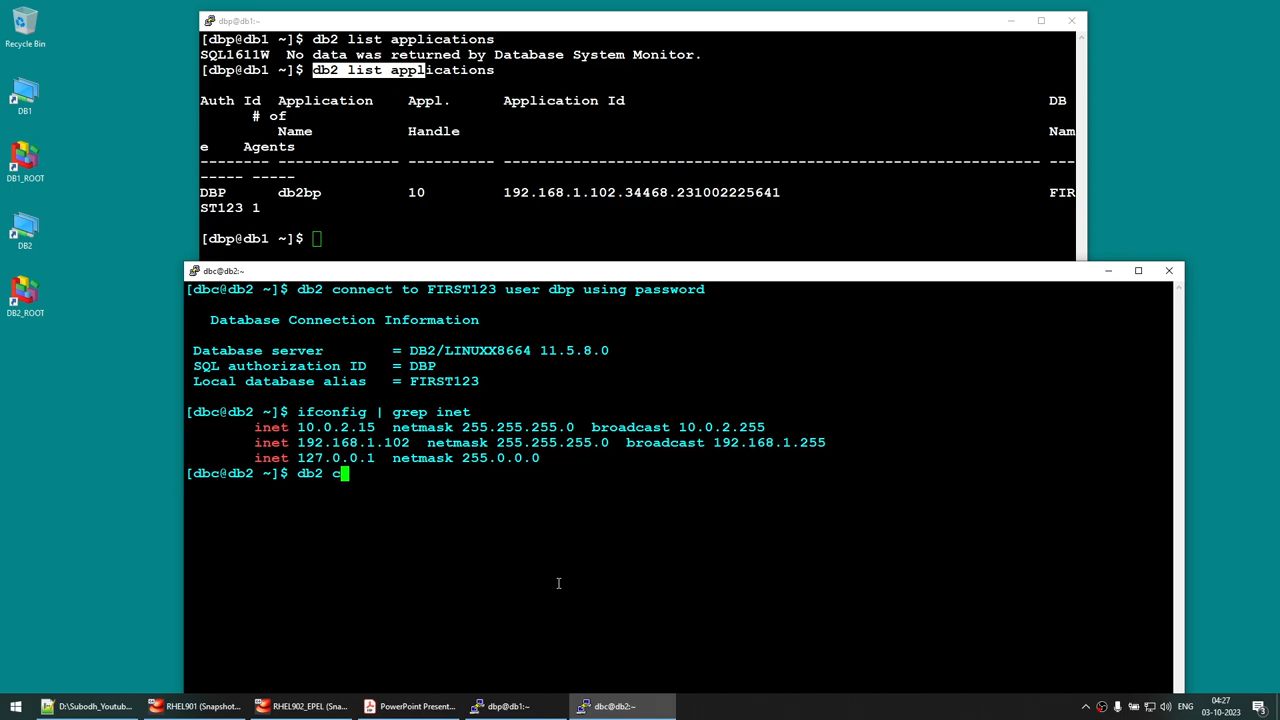 Recycle Bin
DB1
DB1_ROOT
DB2
DB2_ROOT
dbp@db1:~
[dbp@db1 ~]$ db2 list applications
SQL1611W  No data was returned by Database System Monitor.
[dbp@db1 ~]$ db2 list applications
Auth Id  Application    Appl.      Application Id                                                 DB
      # of
         Name           Handle                                                                    Nam
e    Agents
-------- -------------- ---------- -------------------------------------------------------------- ---
----- -----
DBP      db2bp          10         192.168.1.102.34468.231002225641                               FIR
ST123 1
[dbp@db1 ~]$
dbc@db2:~
[dbc@db2 ~]$ db2 connect to FIRST123 user dbp using password
   Database Connection Information
 Database server        = DB2/LINUXX8664 11.5.8.0
 SQL authorization ID   = DBP
 Local database alias   = FIRST123
[dbc@db2 ~]$ ifconfig | grep inet
        inet 10.0.2.15  netmask 255.255.255.0  broadcast 10.0.2.255
        inet 192.168.1.102  netmask 255.255.255.0  broadcast 192.168.1.255
        inet 127.0.0.1  netmask 255.0.0.0
[dbc@db2 ~]$ db2 c
D:\Subodh_Youtub...
RHEL901 (Snapshot...
RHEL902_EPEL (Sna...
PowerPoint Present...
dbp@db1:~
dbc@db2:~
ENG
04:27
03-10-2023